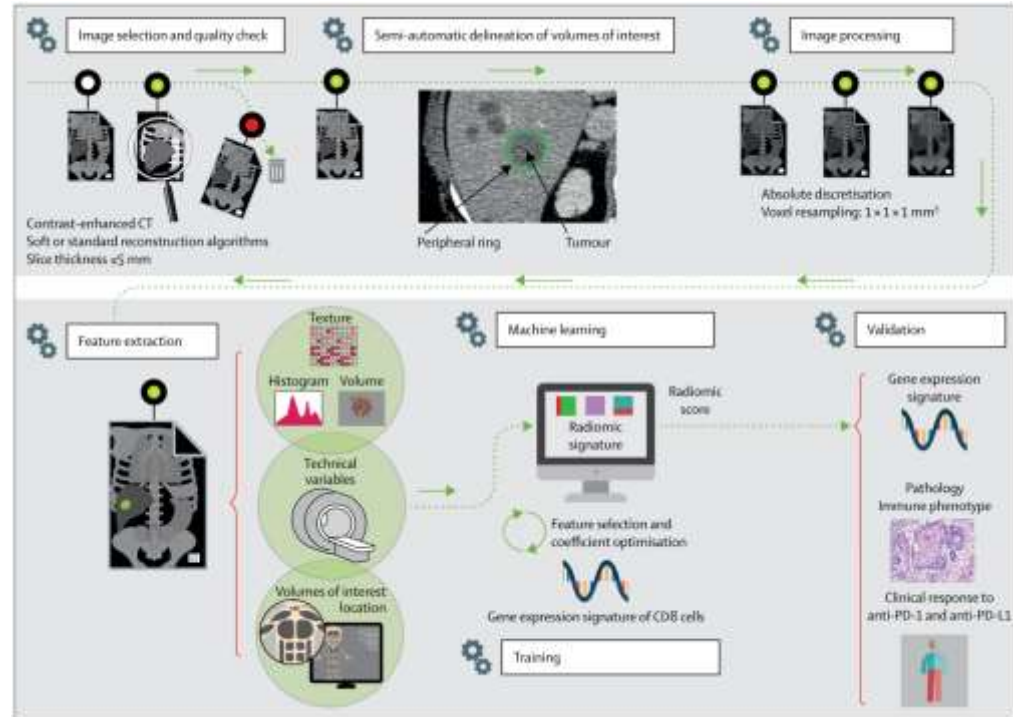 Image selection and quality check
Semi-automatic delineation of volumes of interest
Image processing
Contrast-enhanced CT
Soft or standard reconstruction algorithms
Slice thickness ≤5 mm
Peripheral ring
Tumour
Absolute discretisation
Voxel resampling: 1 × 1 × 1 mm³
Feature extraction
Texture
Histogram
Volume
Technical
variables
Volumes of interest
location
Machine learning
Radiomic
signature
Radiomic
score
Feature selection and
coefficient optimisation
Gene expression signature of CD8 cells
Training
Validation
Gene expression
signature
Pathology
Immune phenotype
Clinical response to
anti-PD-1 and anti-PD-L1